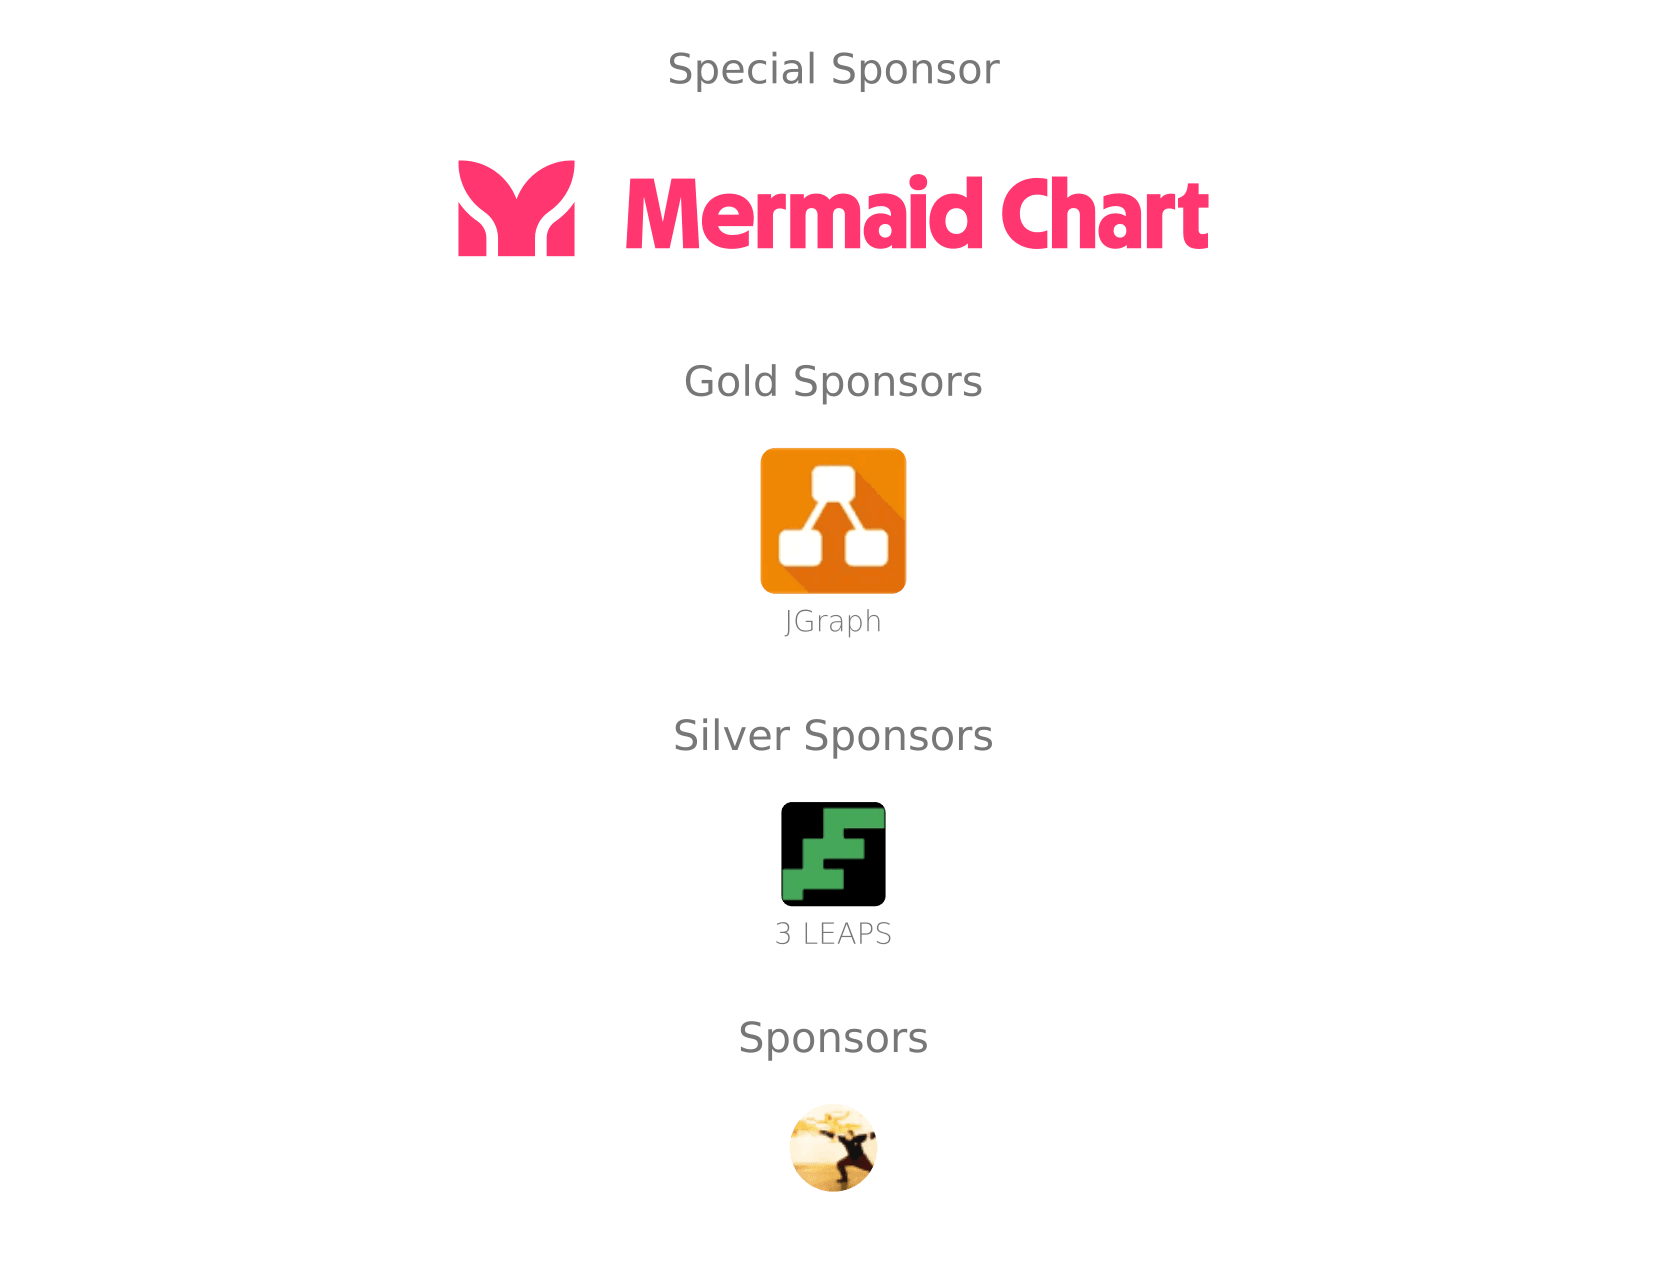 Special Sponsor
Mermaid Chart
Gold Sponsors
JGraph
Silver Sponsors
3 LEAPS
Sponsors